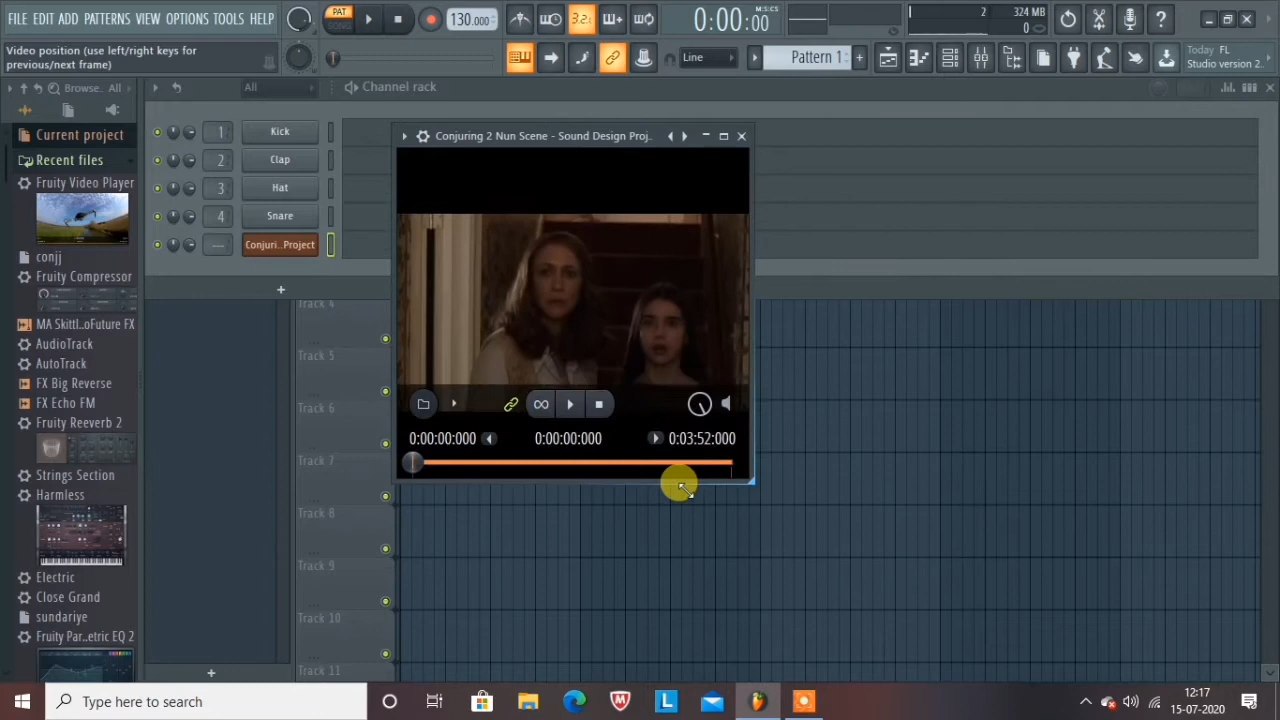 FILE EDIT ADD PATTERNS VIEW OPTIONS TOOLS HELP
PAT
SONG
130.000
3.2
0:00:00
M:S:CS
2
324 MB
0
Video position (use left/right keys for
previous/next frame)
Line
Pattern 1
Today FL
Studio version 2..
Browse..
All
All
Channel rack
Current project
Recent files
Fruity Video Player
conjj
Fruity Compressor
MA Skittl..oFuture FX
AudioTrack
AutoTrack
FX Big Reverse
FX Echo FM
Fruity Reeverb 2
Strings Section
Harmless
Electric
Close Grand
sundariye
Fruity Par..etric EQ 2
1 Kick
2 Clap
3 Hat
4 Snare
--- Conjuri..Project
Conjuring 2 Nun Scene - Sound Design Proj..
0:00:00:000
0:00:00:000
0:03:52:000
Track 4
Track 5
Track 6
Track 7
Track 8
Track 9
Track 10
Track 11
Type here to search
L
12:17
15-07-2020